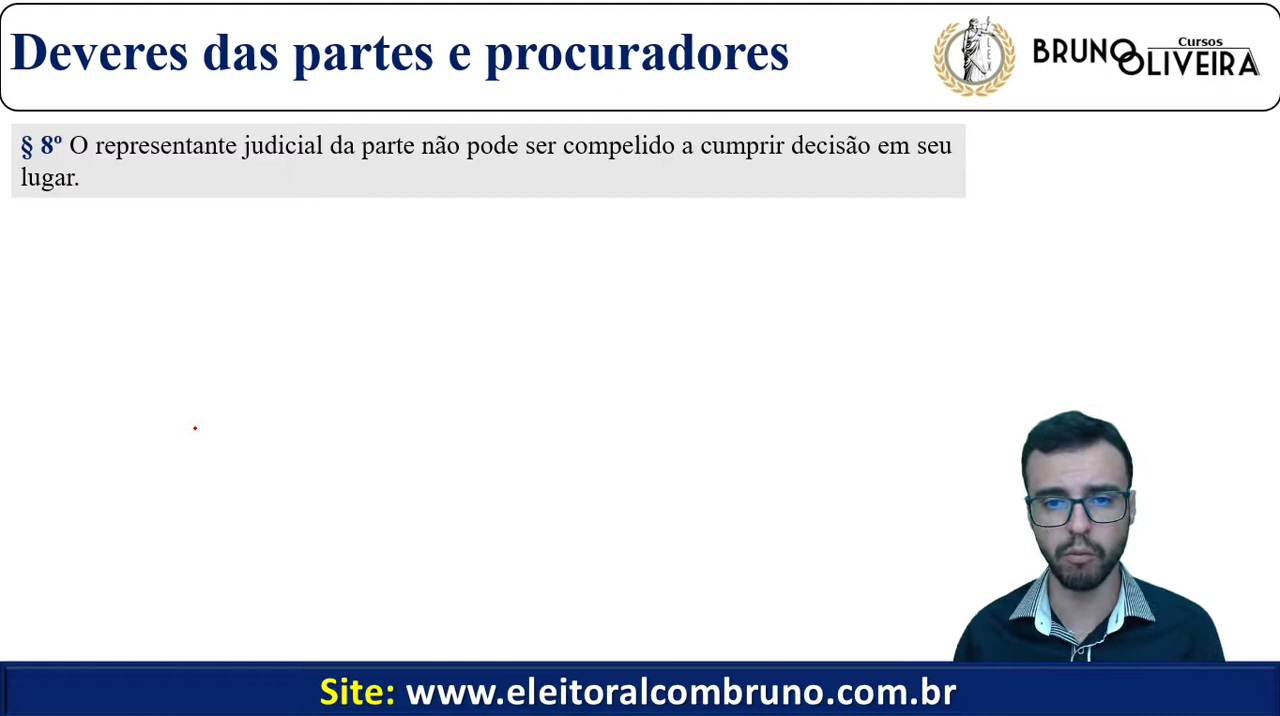 Deveres das partes e procuradores
LEX
Cursos
BRUNO
OLIVEIRA
§ 8º O representante judicial da parte não pode ser compelido a cumprir decisão em seu
lugar.
Site: www.eleitoralcombruno.com.br